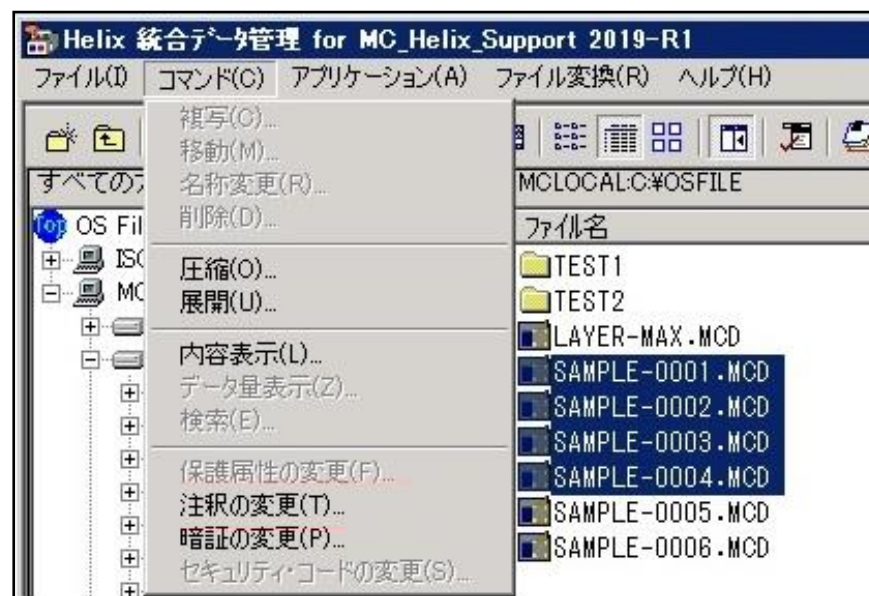 Helix 統合ﾃﾞｰﾀ管理 for MC_Helix_Support 2019-R1
ファイル(I) コマンド(C) アプリケーション(A) ファイル変換(R) ヘルプ(H)
複写(C)...
移動(M)...
名称変更(R)...
削除(D)...
圧縮(O)...
展開(U)...
内容表示(L)...
データ量表示(Z)...
検索(E)...
保護属性の変更(F)...
注釈の変更(T)...
暗証の変更(P)...
セキュリティ・コードの変更(S)...
すべての
Top OS Fil
ISO
MC
MCLOCAL:C:¥OSFILE
ファイル名
TEST1
TEST2
LAYER-MAX.MCD
SAMPLE-0001.MCD
SAMPLE-0002.MCD
SAMPLE-0003.MCD
SAMPLE-0004.MCD
SAMPLE-0005.MCD
SAMPLE-0006.MCD